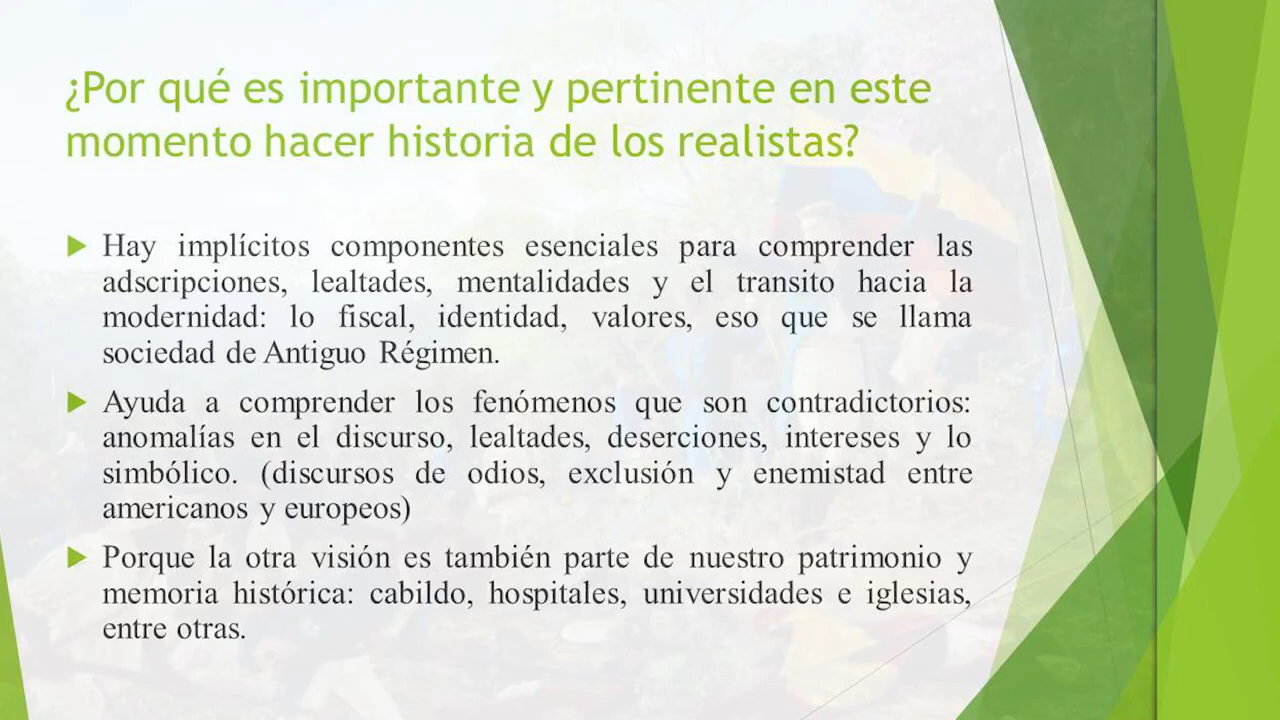 ¿Por qué es importante y pertinente en este
momento hacer historia de los realistas?
Hay implícitos componentes esenciales para comprender las
adscripciones, lealtades, mentalidades y el transito hacia la
modernidad: lo fiscal, identidad, valores, eso que se llama
sociedad de Antiguo Régimen.
Ayuda a comprender los fenómenos que son contradictorios:
anomalías en el discurso, lealtades, deserciones, intereses y lo
simbólico. (discursos de odios, exclusión y enemistad entre
americanos y europeos)
Porque la otra visión es también parte de nuestro patrimonio y
memoria histórica: cabildo, hospitales, universidades e iglesias,
entre otras.